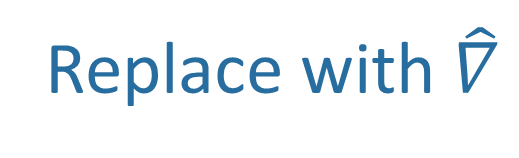 Replace with ∇̂